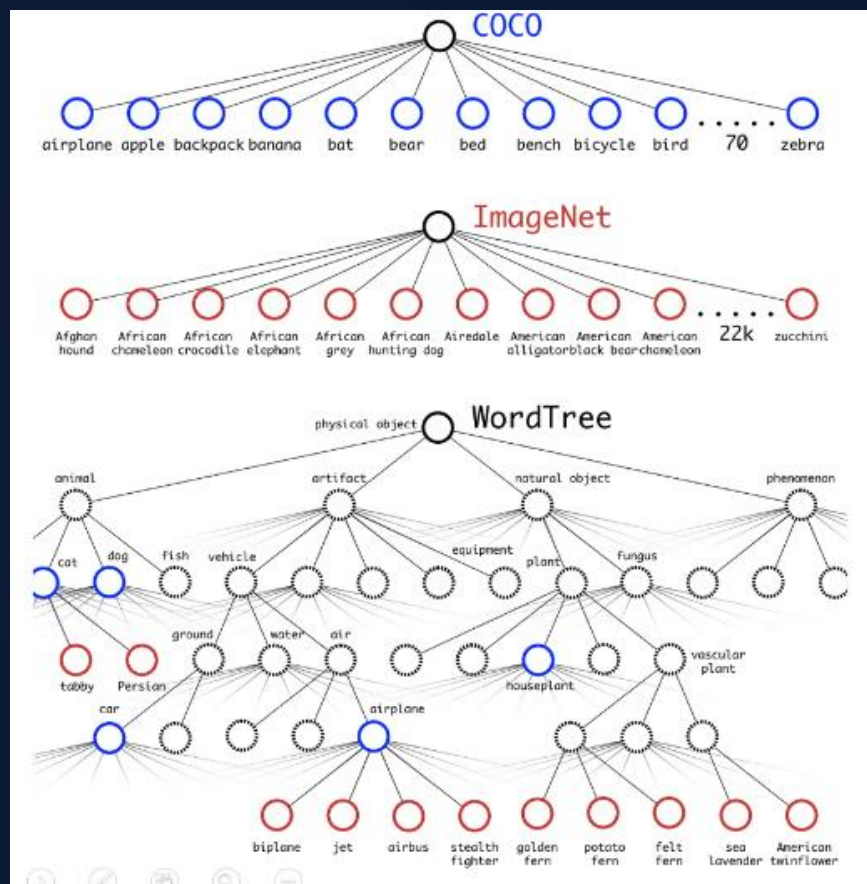 COCO
airplane apple backpack banana bat bear bed bench bicycle bird ..... 70 zebra
ImageNet
Afghan hound
African chameleon
African crocodile
African elephant
African grey
African hunting dog
Airedale
American alligator
American black bear
American chameleon
..... 22k
zucchini
WordTree
physical object
animal artifact natural object phenomenon
cat dog fish vehicle equipment plant fungus
ground water air vascular plant
tabby Persian houseplant
car airplane
biplane jet airbus stealth fighter golden fern potato fern felt fern sea lavender American twinflower